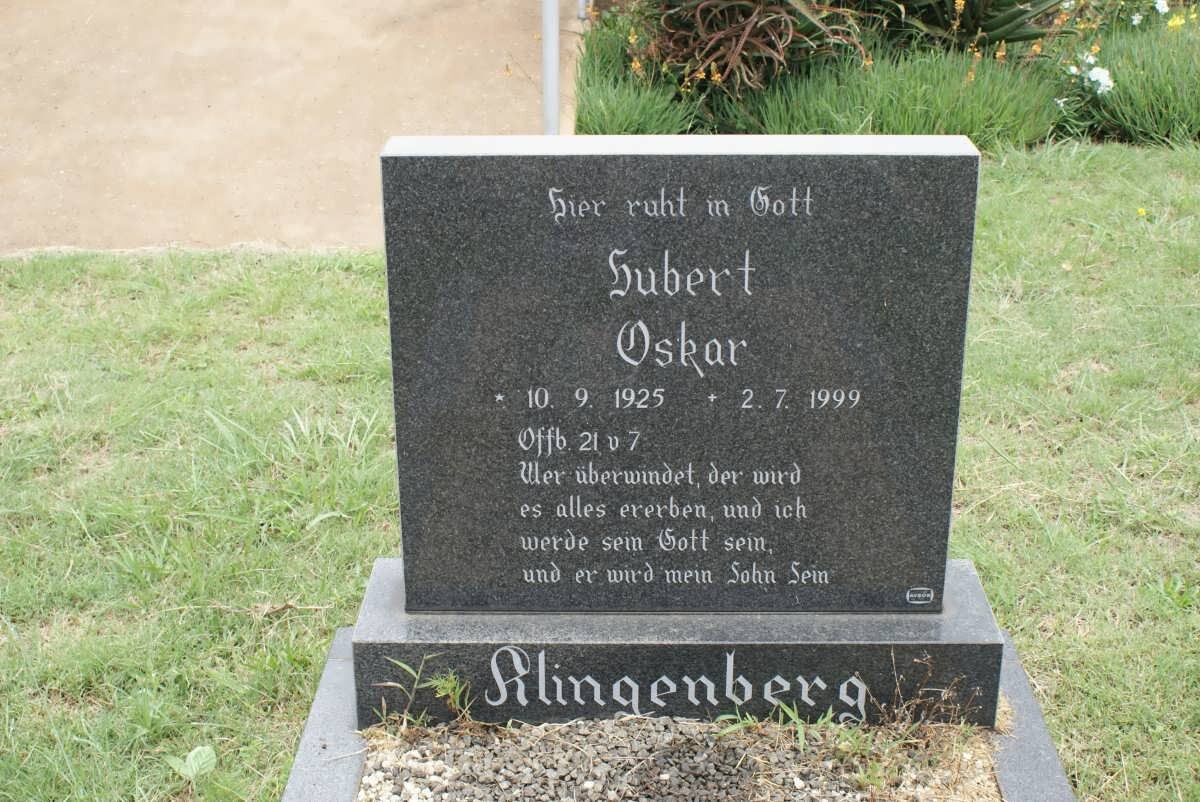 Hier ruht in Gott
Hubert
Oskar
* 10. 9. 1925 + 2. 7. 1999
Offb. 21 v 7
Wer überwindet, der wird
es alles ererben, und ich
werde sein Gott sein,
und er wird mein Sohn Sein
Klingenberg